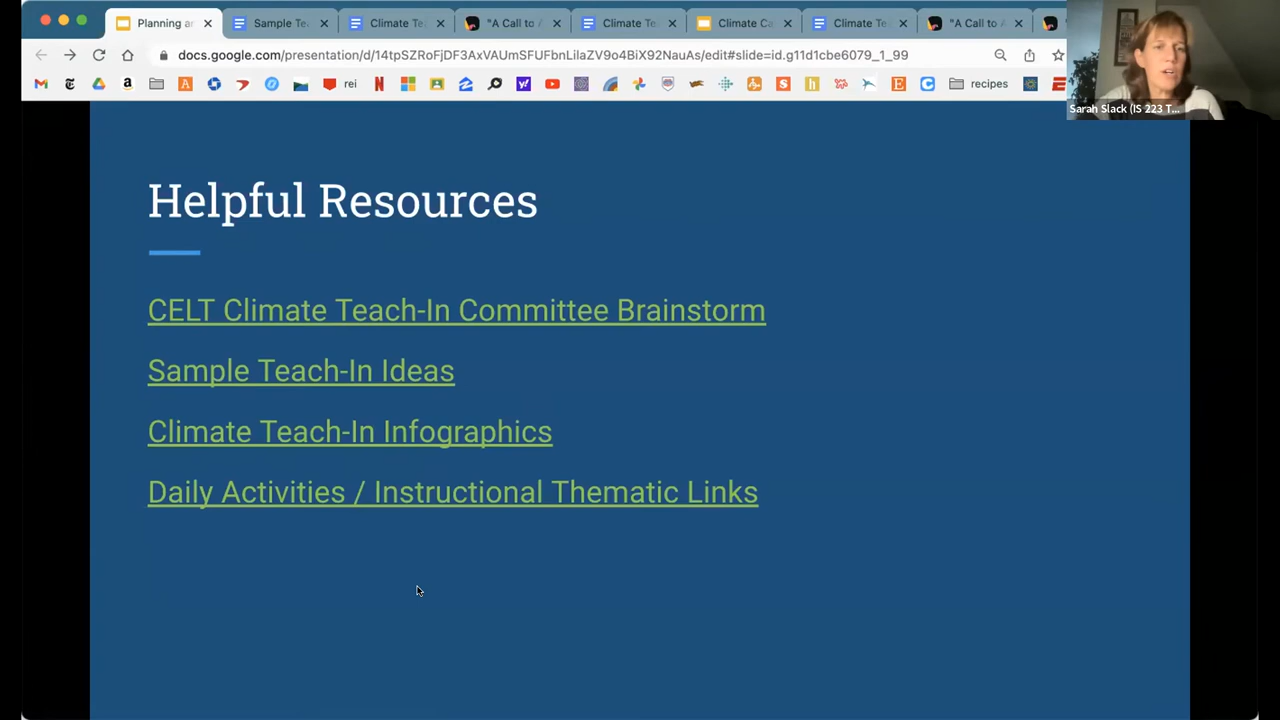 Planning a
Sample Tea
Climate Te
"A Call to A
Climate Te
Climate Ca
Climate Tea
"A Call to A
docs.google.com/presentation/d/14tpSZRoFjDF3AxVAUmSFUFbnLilaZV9o4BiX92NauAs/edit#slide=id.g11d1cbe6079_1_99
rei
recipes
Sarah Slack (IS 223 T...
Helpful Resources
CELT Climate Teach-In Committee Brainstorm
Sample Teach-In Ideas
Climate Teach-In Infographics
Daily Activities / Instructional Thematic Links